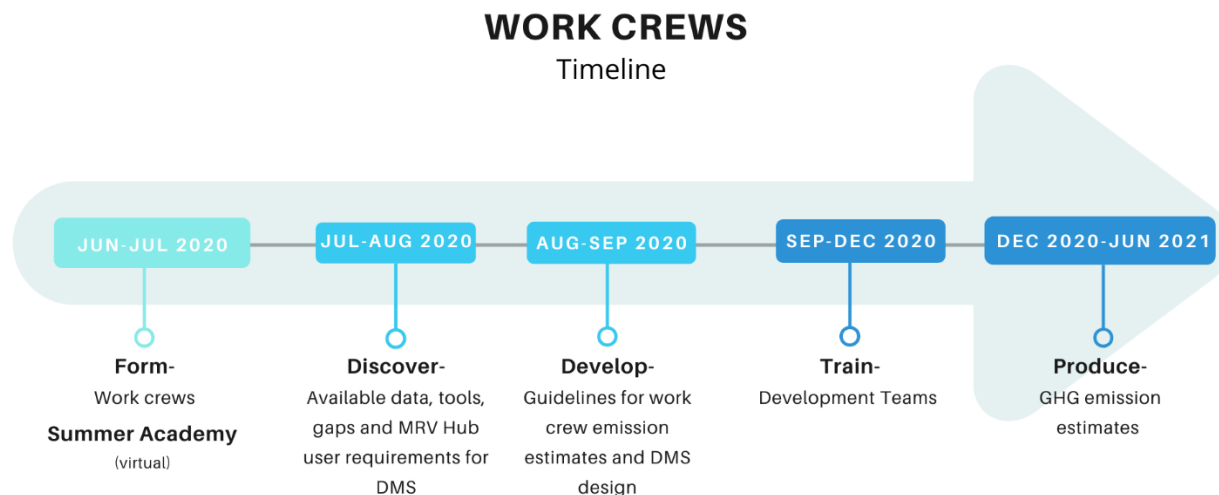 WORK CREWS
Timeline
JUN-JUL 2020
JUL-AUG 2020
AUG-SEP 2020
SEP-DEC 2020
DEC 2020-JUN 2021
Form-
Work crews
Summer Academy
(virtual)
Discover-
Available data, tools,
gaps and MRV Hub
user requirements for
DMS
Develop-
Guidelines for work
crew emission
estimates and DMS
design
Train-
Development Teams
Produce-
GHG emission
estimates